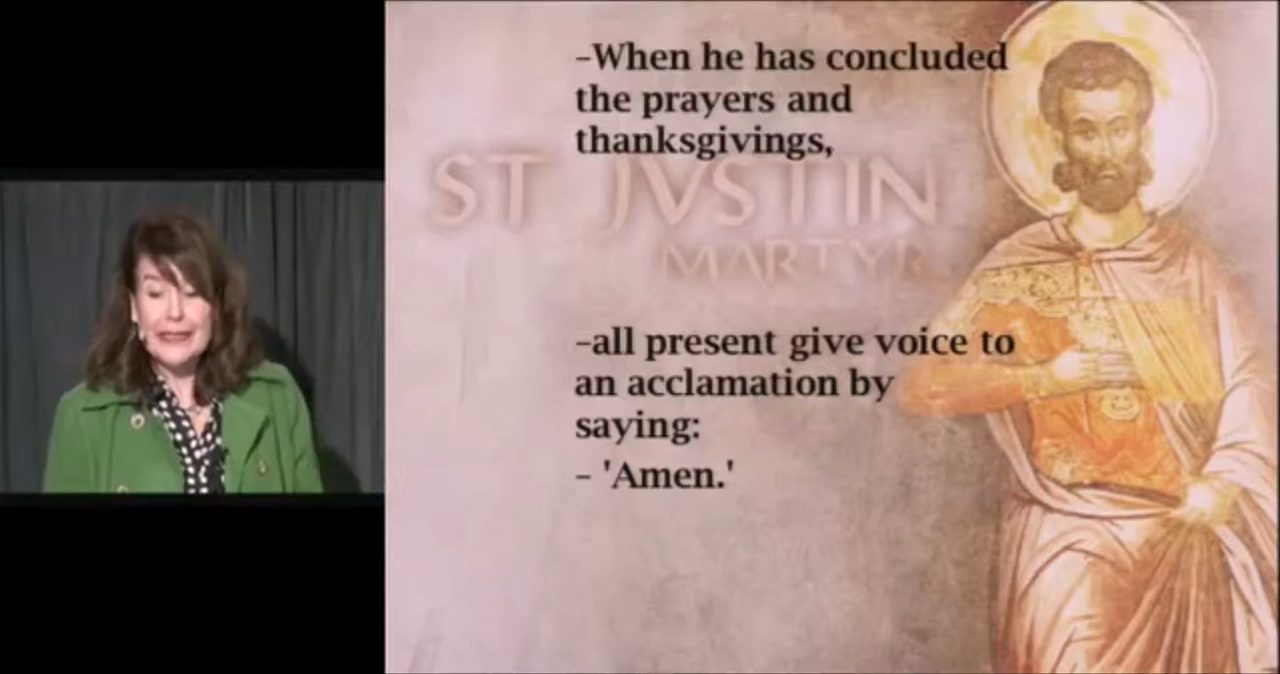 -When he has concluded
the prayers and
thanksgivings,
ST JVSTIN
MARTYR
-all present give voice to
an acclamation by
saying:
- 'Amen.'